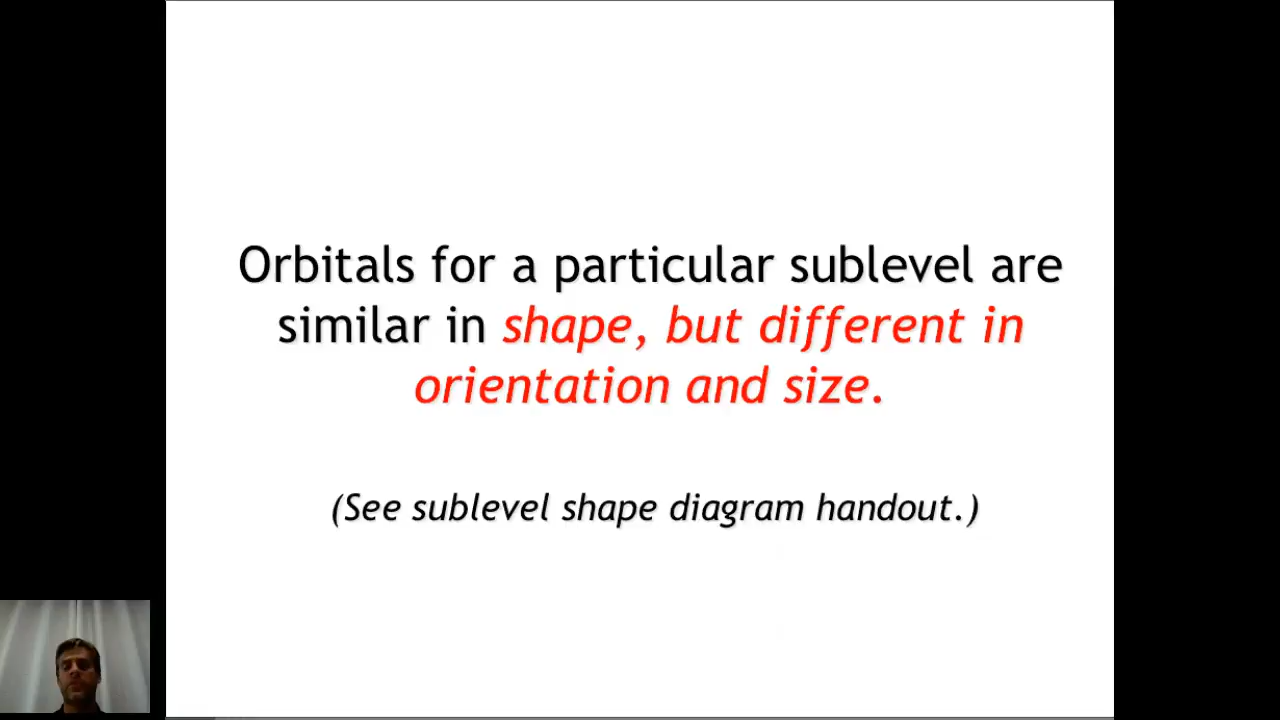 Orbitals for a particular sublevel are
similar in shape, but different in
orientation and size.
(See sublevel shape diagram handout.)